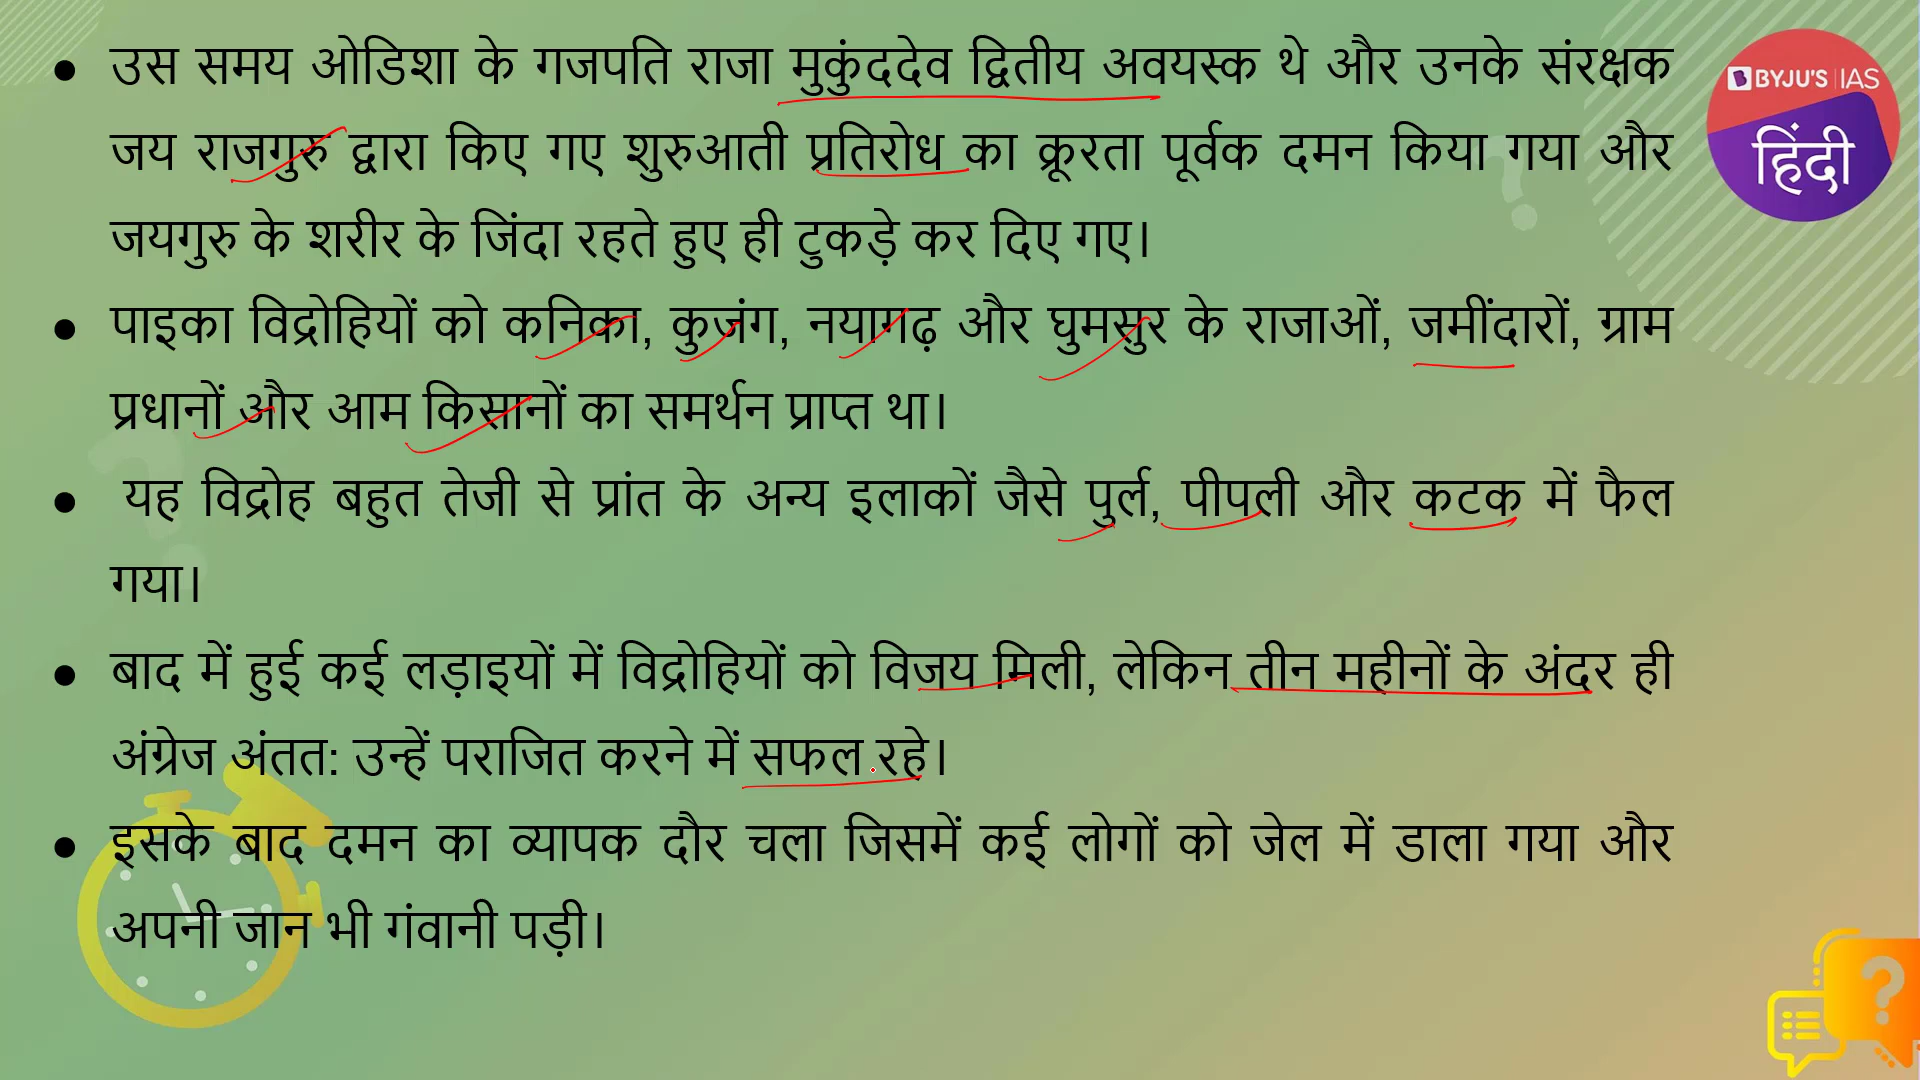 • उस समय ओडिशा के गजपति राजा मुकुंददेव द्वितीय अवयस्क थे और उनके संरक्षक
जय राजगुरु द्वारा किए गए शुरुआती प्रतिरोध का क्रूरता पूर्वक दमन किया गया और
जयगुरु के शरीर के जिंदा रहते हुए ही टुकड़े कर दिए गए।
• पाइका विद्रोहियों को कनिका, कुजंग, नयागढ़ और घुमसुर के राजाओं, जमींदारों, ग्राम
प्रधानों और आम किसानों का समर्थन प्राप्त था।
• यह विद्रोह बहुत तेजी से प्रांत के अन्य इलाकों जैसे पुर्ल, पीपली और कटक में फैल
गया।
• बाद में हुई कई लड़ाइयों में विद्रोहियों को विजय मिली, लेकिन तीन महीनों के अंदर ही
अंग्रेज अंतत: उन्हें पराजित करने में सफल रहे।
• इसके बाद दमन का व्यापक दौर चला जिसमें कई लोगों को जेल में डाला गया और
अपनी जान भी गंवानी पड़ी।
BYJU'S IAS
हिंदी